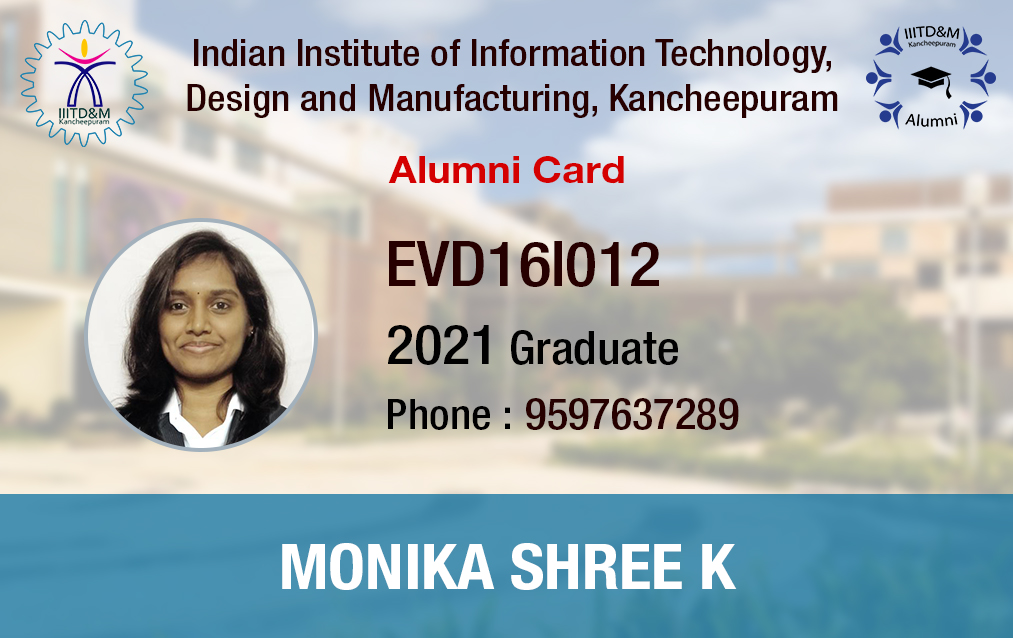 IIITD&M
Kancheepuram
Indian Institute of Information Technology,
Design and Manufacturing, Kancheepuram
IIITD&M
Kancheepuram
Alumni
Alumni Card
EVD16I012
2021 Graduate
Phone : 9597637289
MONIKA SHREE K